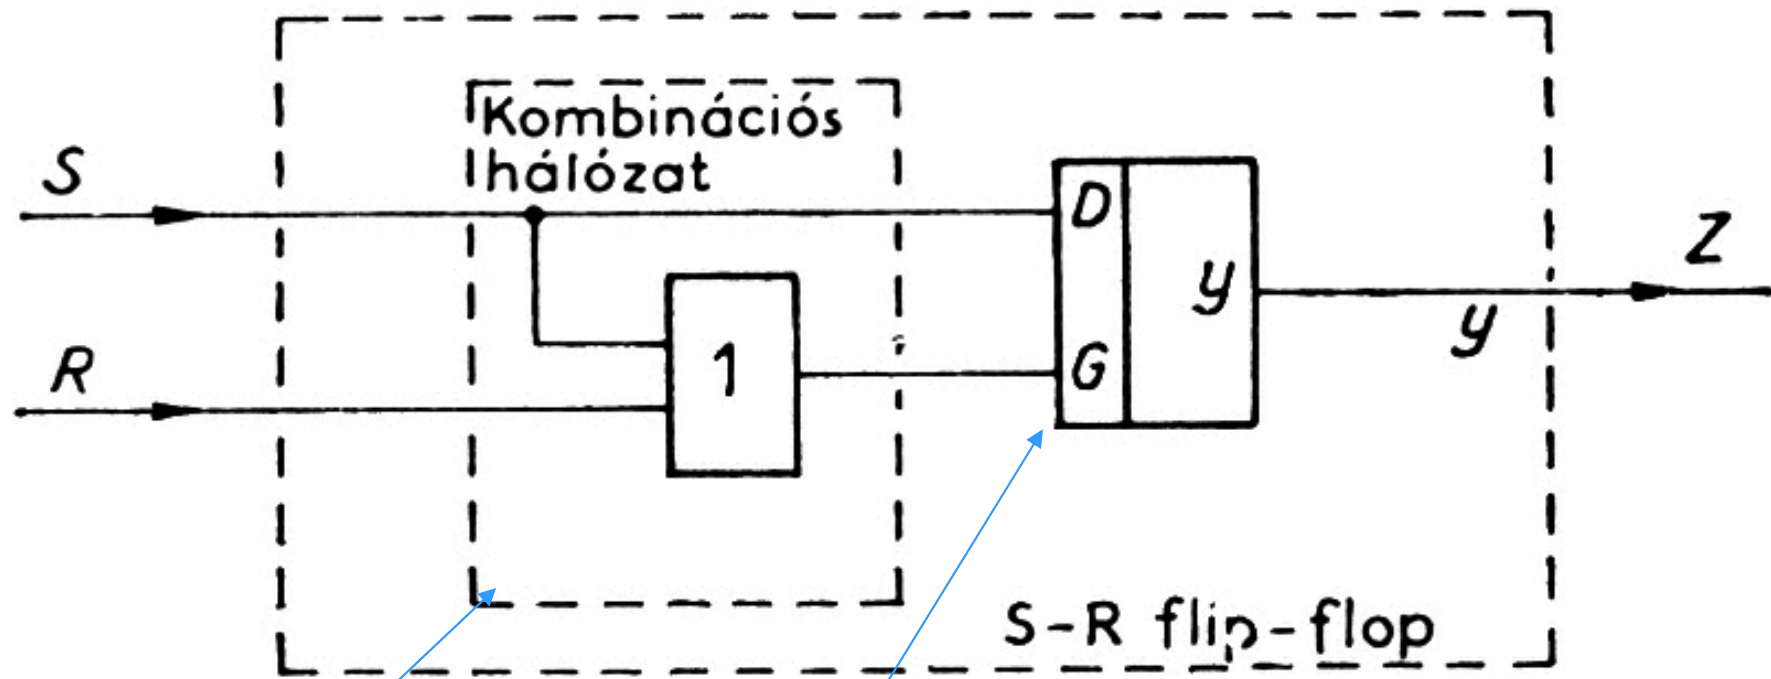 Kombinációs
hálózat
S
D
Z
y
y
R
1
G
S-R flip-flop